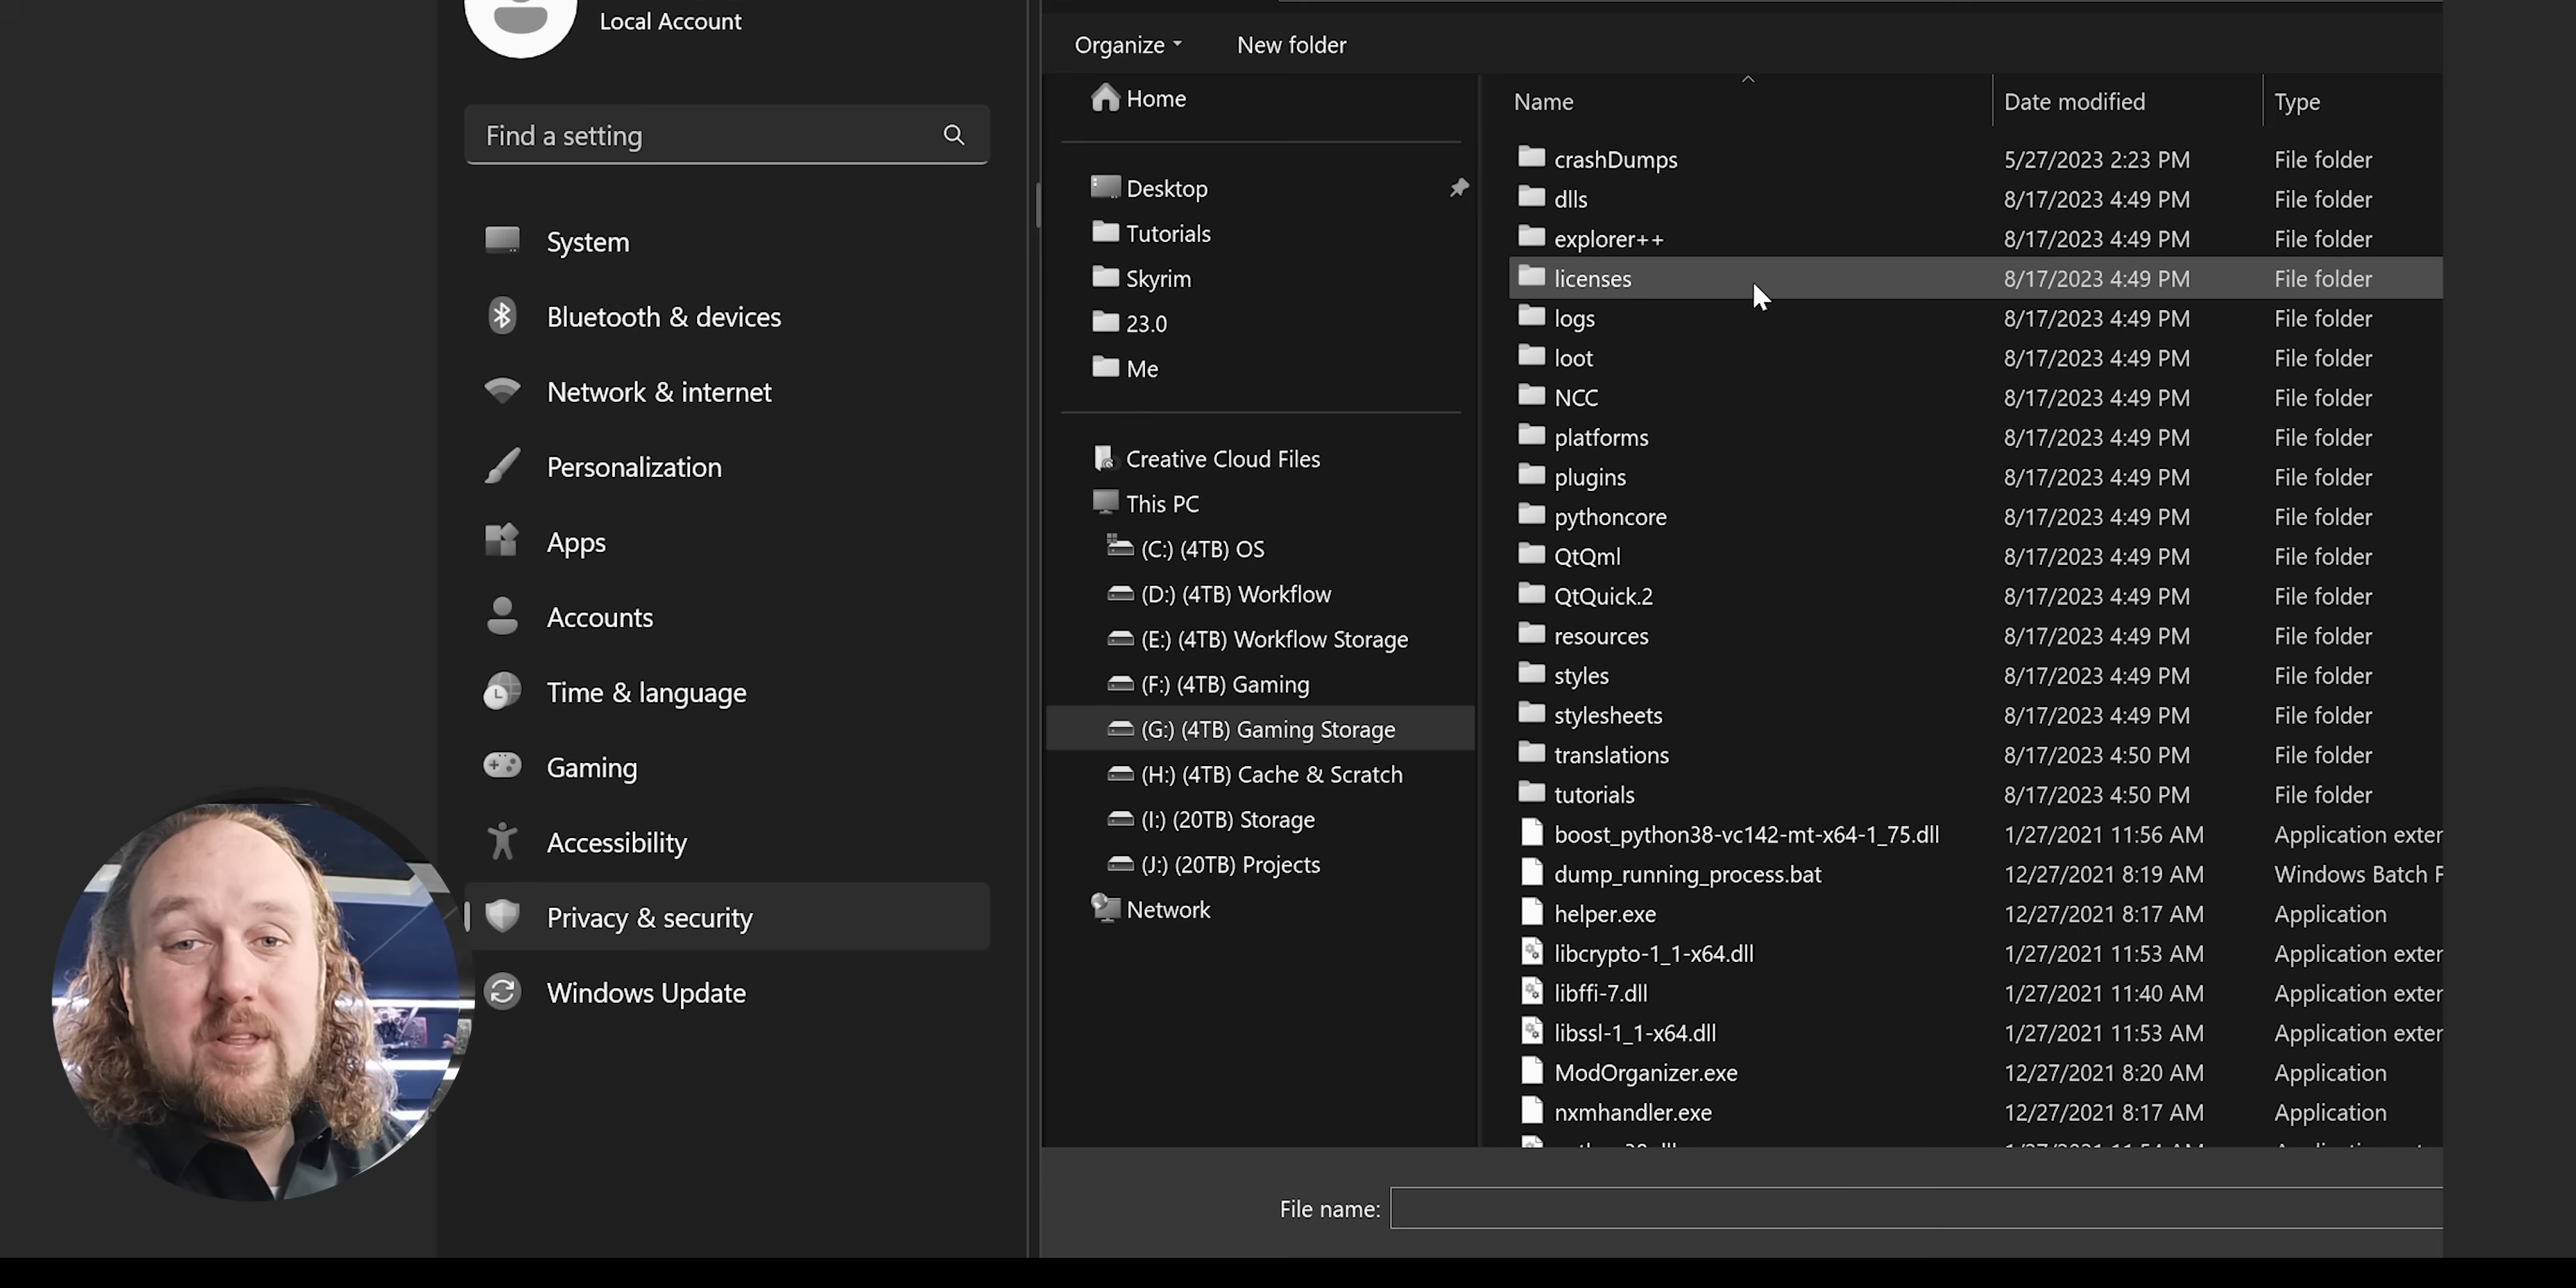 Local Account
Find a setting
System
Bluetooth & devices
Network & internet
Personalization
Apps
Accounts
Time & language
Gaming
Accessibility
Privacy & security
Windows Update
Organize
New folder
Home
Desktop
Tutorials
Skyrim
23.0
Me
Creative Cloud Files
This PC
(C:) (4TB) OS
(D:) (4TB) Workflow
(E:) (4TB) Workflow Storage
(F:) (4TB) Gaming
(G:) (4TB) Gaming Storage
(H:) (4TB) Cache & Scratch
(I:) (20TB) Storage
(J:) (20TB) Projects
Network
Name Date modified Type
crashDumps 5/27/2023 2:23 PM File folder
dlls 8/17/2023 4:49 PM File folder
explorer++ 8/17/2023 4:49 PM File folder
licenses 8/17/2023 4:49 PM File folder
logs 8/17/2023 4:49 PM File folder
loot 8/17/2023 4:49 PM File folder
NCC 8/17/2023 4:49 PM File folder
platforms 8/17/2023 4:49 PM File folder
plugins 8/17/2023 4:49 PM File folder
pythoncore 8/17/2023 4:49 PM File folder
QtQml 8/17/2023 4:49 PM File folder
QtQuick.2 8/17/2023 4:49 PM File folder
resources 8/17/2023 4:49 PM File folder
styles 8/17/2023 4:49 PM File folder
stylesheets 8/17/2023 4:49 PM File folder
translations 8/17/2023 4:50 PM File folder
tutorials 8/17/2023 4:50 PM File folder
boost_python38-vc142-mt-x64-1_75.dll 1/27/2021 11:56 AM Application exter
dump_running_process.bat 12/27/2021 8:19 AM Windows Batch F
helper.exe 12/27/2021 8:17 AM Application
libcrypto-1_1-x64.dll 1/27/2021 11:53 AM Application exter
libffi-7.dll 1/27/2021 11:40 AM Application exter
libssl-1_1-x64.dll 1/27/2021 11:53 AM Application exter
ModOrganizer.exe 12/27/2021 8:20 AM Application
nxmhandler.exe 12/27/2021 8:17 AM Application
File name: